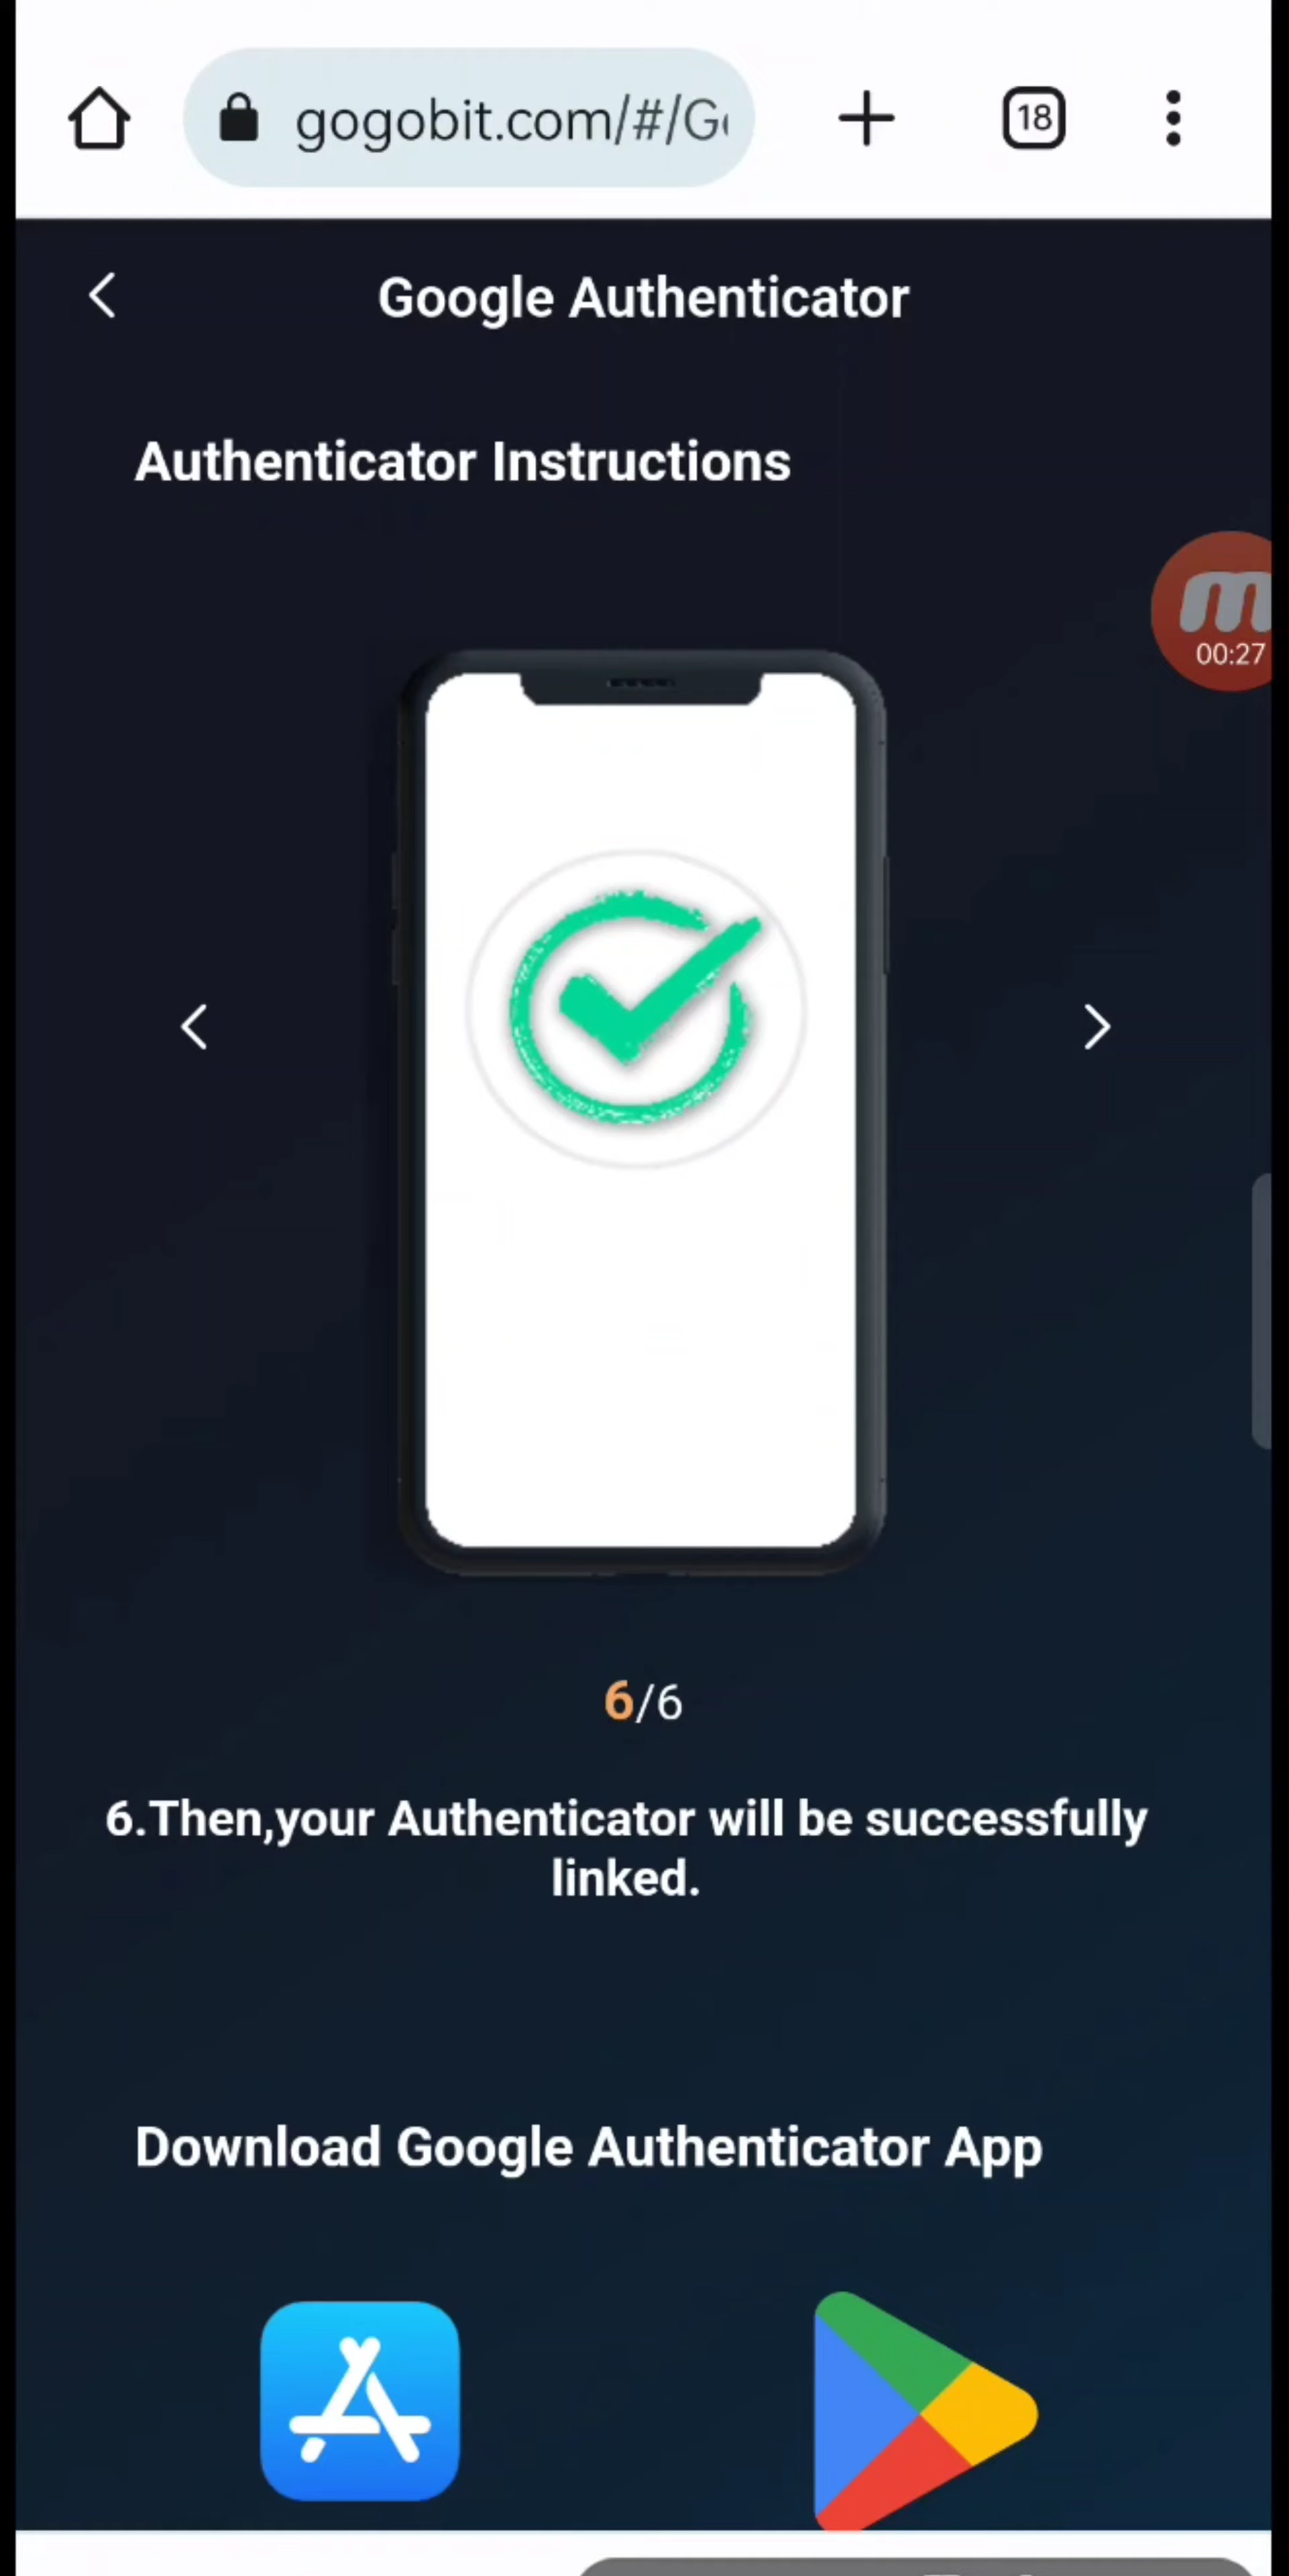 gogobit.com/#/G
18
Google Authenticator
Authenticator Instructions
00:27
6/6
6.Then,your Authenticator will be successfully
linked.
Download Google Authenticator App